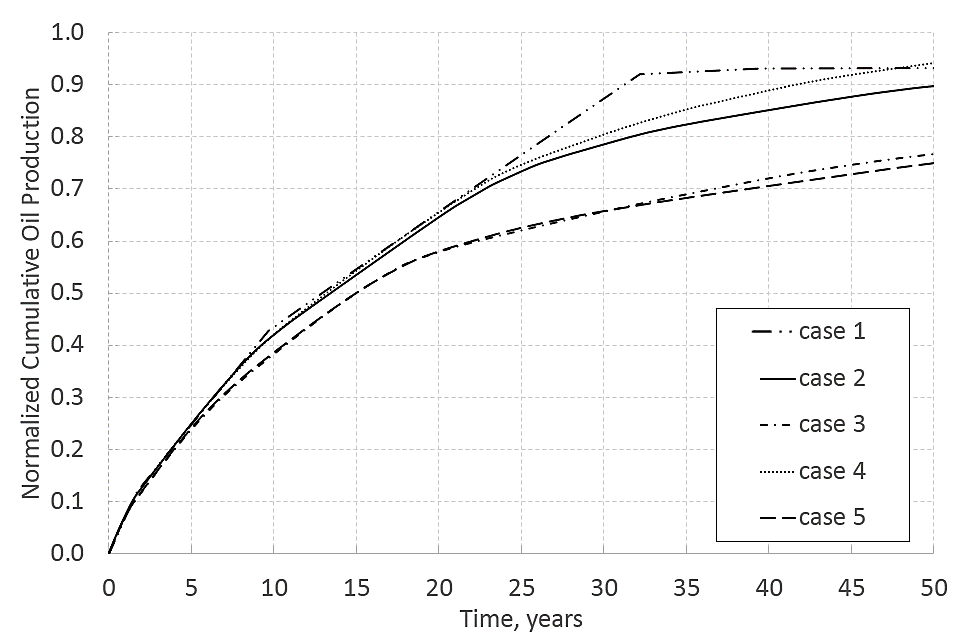 Normalized Cumulative Oil Production
1.0
0.9
0.8
0.7
0.6
0.5
0.4
0.3
0.2
0.1
0.0
0 5 10 15 20 25 30 35 40 45 50
Time, years
case 1
case 2
case 3
case 4
case 5